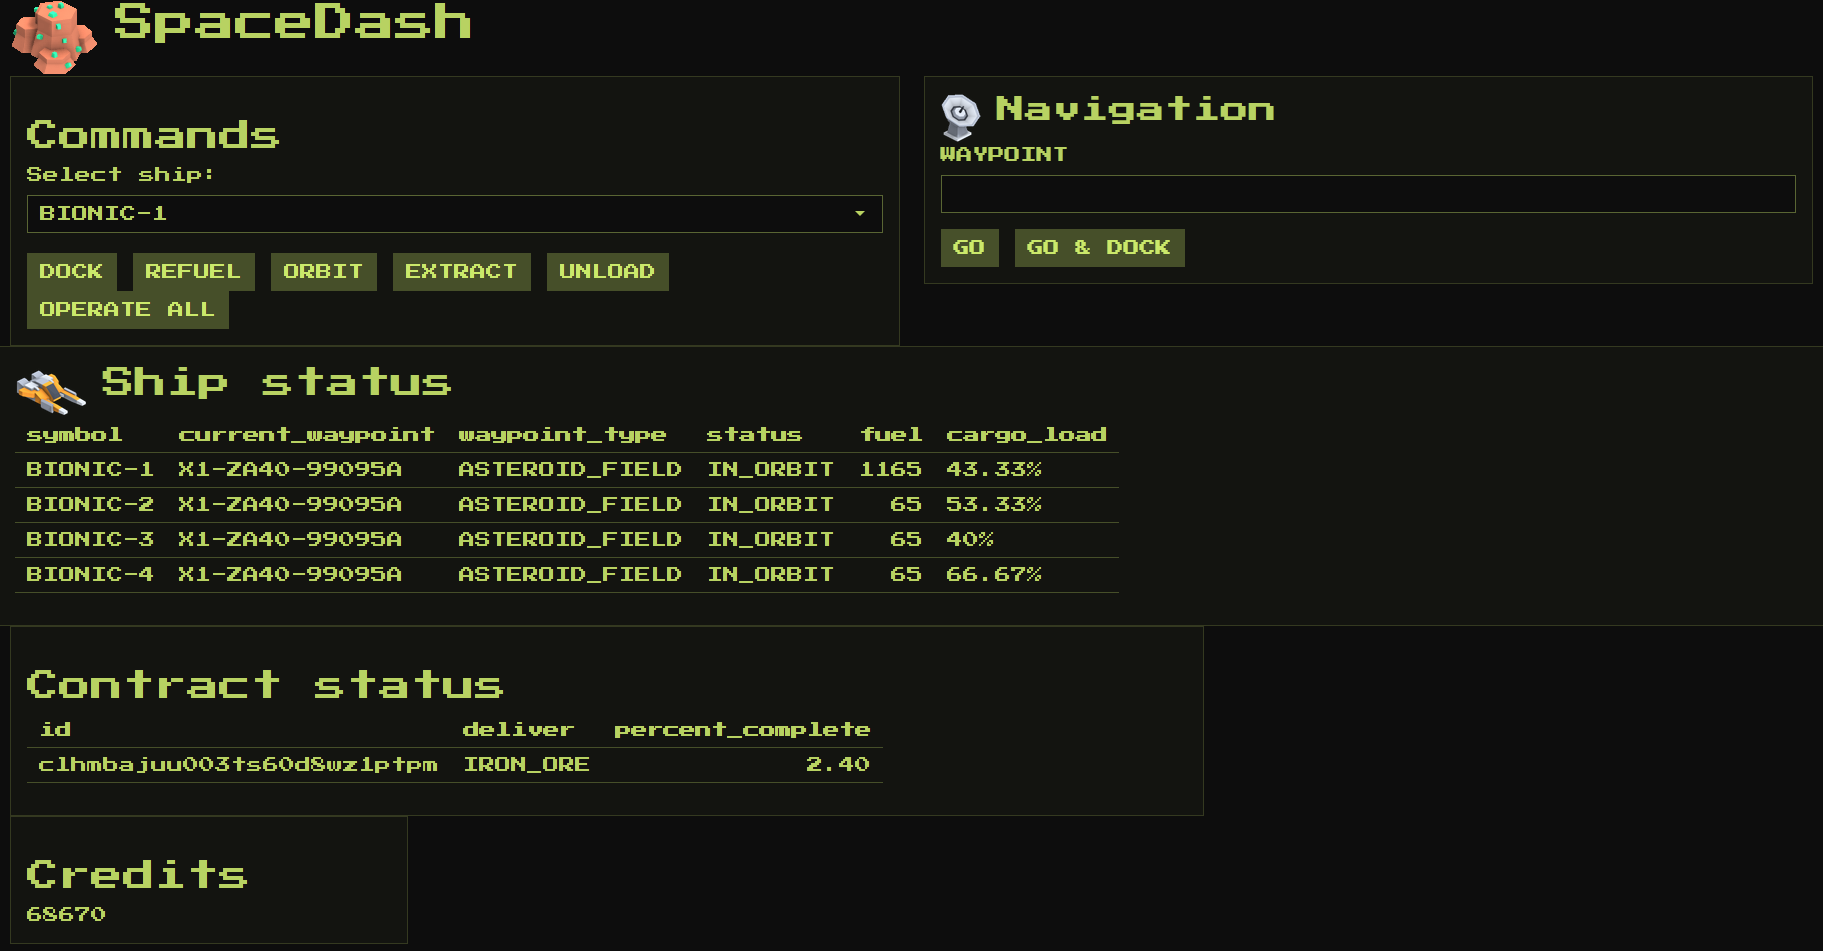 SpaceDash
Commands
Select ship:
BIONIC-1
DOCK REFUEL ORBIT EXTRACT UNLOAD
OPERATE ALL
Navigation
WAYPOINT
GO GO & DOCK
Ship status
symbol current_waypoint waypoint_type status fuel cargo_load
BIONIC-1 X1-ZA40-99095A ASTEROID_FIELD IN_ORBIT 1165 43.33%
BIONIC-2 X1-ZA40-99095A ASTEROID_FIELD IN_ORBIT 65 53.33%
BIONIC-3 X1-ZA40-99095A ASTEROID_FIELD IN_ORBIT 65 40%
BIONIC-4 X1-ZA40-99095A ASTEROID_FIELD IN_ORBIT 65 66.67%
Contract status
id deliver percent_complete
clhmbajuu003ts60d8wz1ptpm IRON_ORE 2.40
Credits
68670